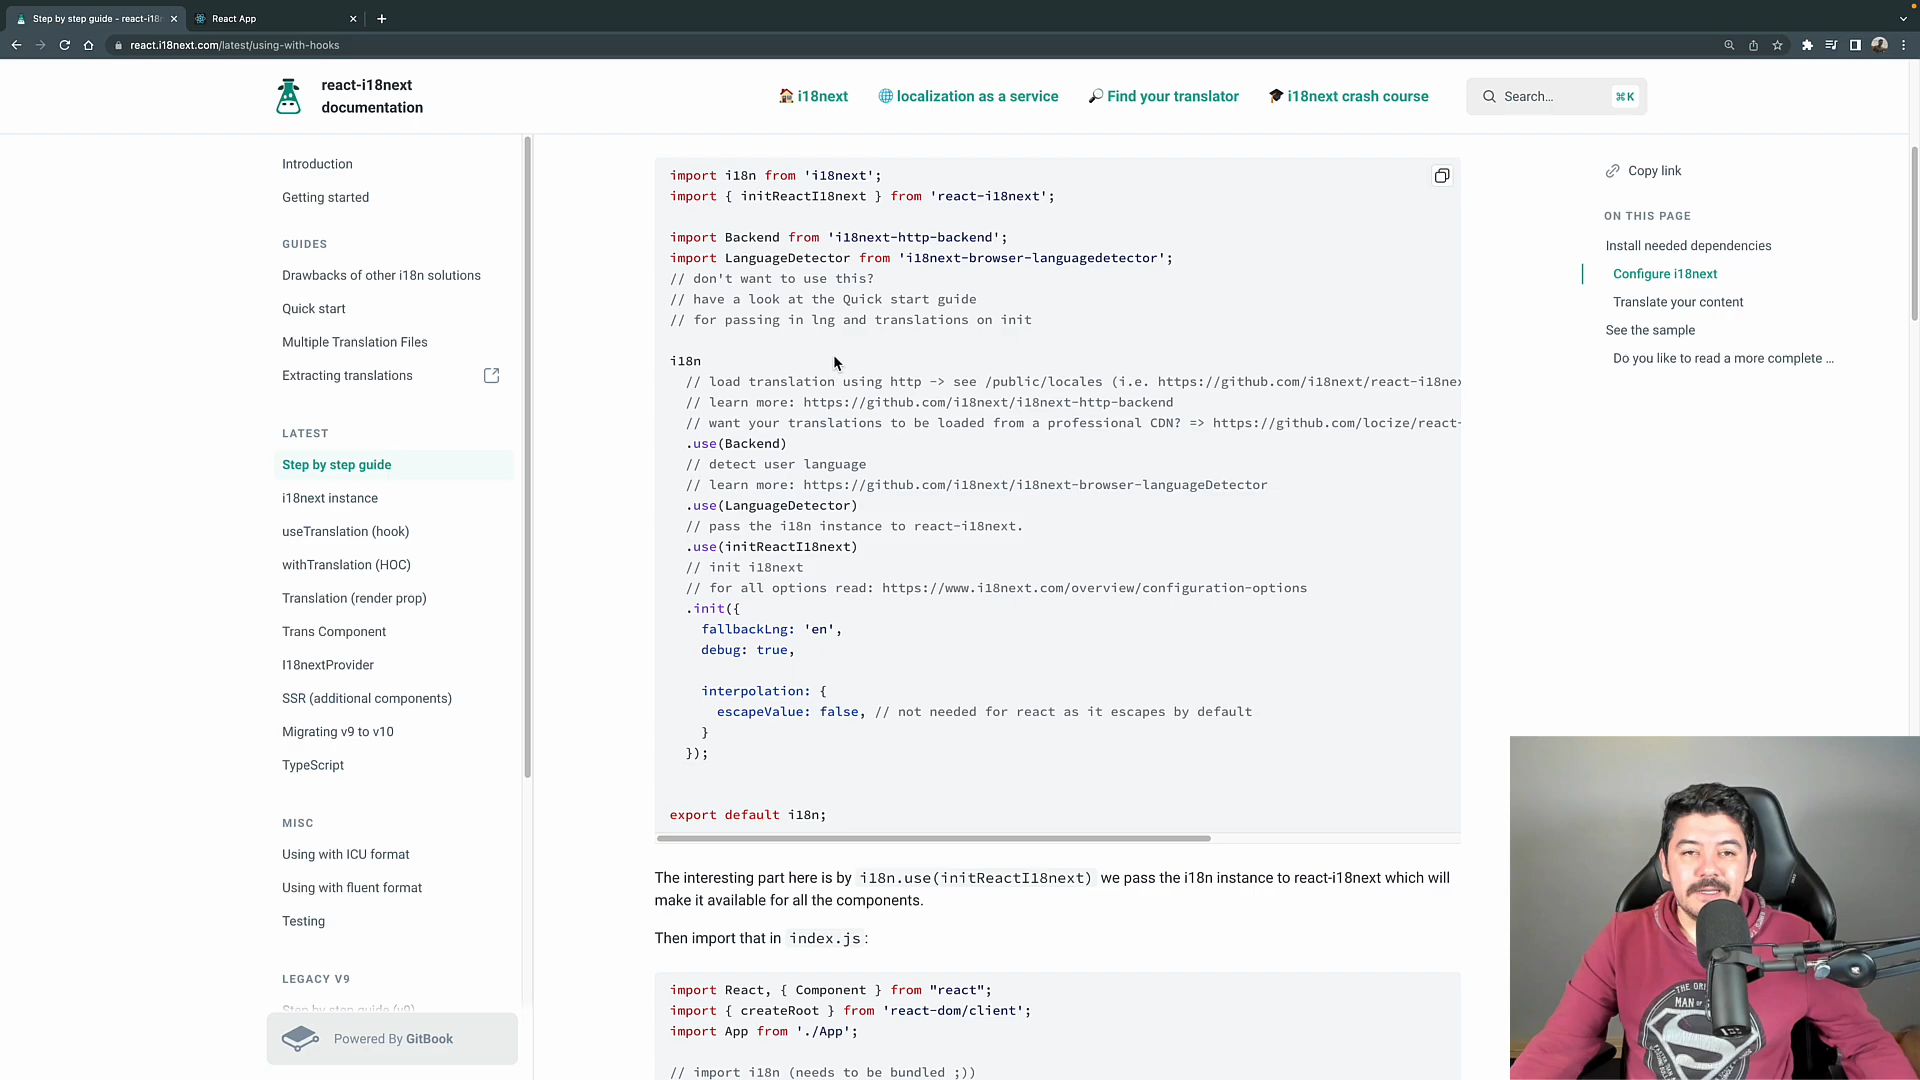 Step by step guide - react-i18n
React App
react.i18next.com/latest/using-with-hooks
react-i18next
documentation
i18next
localization as a service
Find your translator
i18next crash course
Search...
⌘K
Introduction
Getting started
GUIDES
Drawbacks of other i18n solutions
Quick start
Multiple Translation Files
Extracting translations
LATEST
Step by step guide
i18next instance
useTranslation (hook)
withTranslation (HOC)
Translation (render prop)
Trans Component
I18nextProvider
SSR (additional components)
Migrating v9 to v10
TypeScript
MISC
Using with ICU format
Using with fluent format
Testing
LEGACY V9
Step by step guide (v9)
Powered By GitBook
import i18n from 'i18next';
import { initReactI18next } from 'react-i18next';
import Backend from 'i18next-http-backend';
import LanguageDetector from 'i18next-browser-languagedetector';
// don't want to use this?
// have a look at the Quick start guide
// for passing in lng and translations on init
i18n
// load translation using http -> see /public/locales (i.e. https://github.com/i18next/react-i18nex
// learn more: https://github.com/i18next/i18next-http-backend
// want your translations to be loaded from a professional CDN? => https://github.com/locize/react-
.use(Backend)
// detect user language
// learn more: https://github.com/i18next/i18next-browser-languageDetector
.use(LanguageDetector)
// pass the i18n instance to react-i18next.
.use(initReactI18next)
// init i18next
// for all options read: https://www.i18next.com/overview/configuration-options
.init({
fallbackLng: 'en',
debug: true,
interpolation: {
escapeValue: false, // not needed for react as it escapes by default
}
});
export default i18n;
The interesting part here is by i18n.use(initReactI18next) we pass the i18n instance to react-i18next which will
make it available for all the components.
Then import that in index.js:
import React, { Component } from "react";
import { createRoot } from 'react-dom/client';
import App from './App';
// import i18n (needs to be bundled ;))
Copy link
ON THIS PAGE
Install needed dependencies
Configure i18next
Translate your content
See the sample
Do you like to read a more complete ...
THE ORI
MAN OF